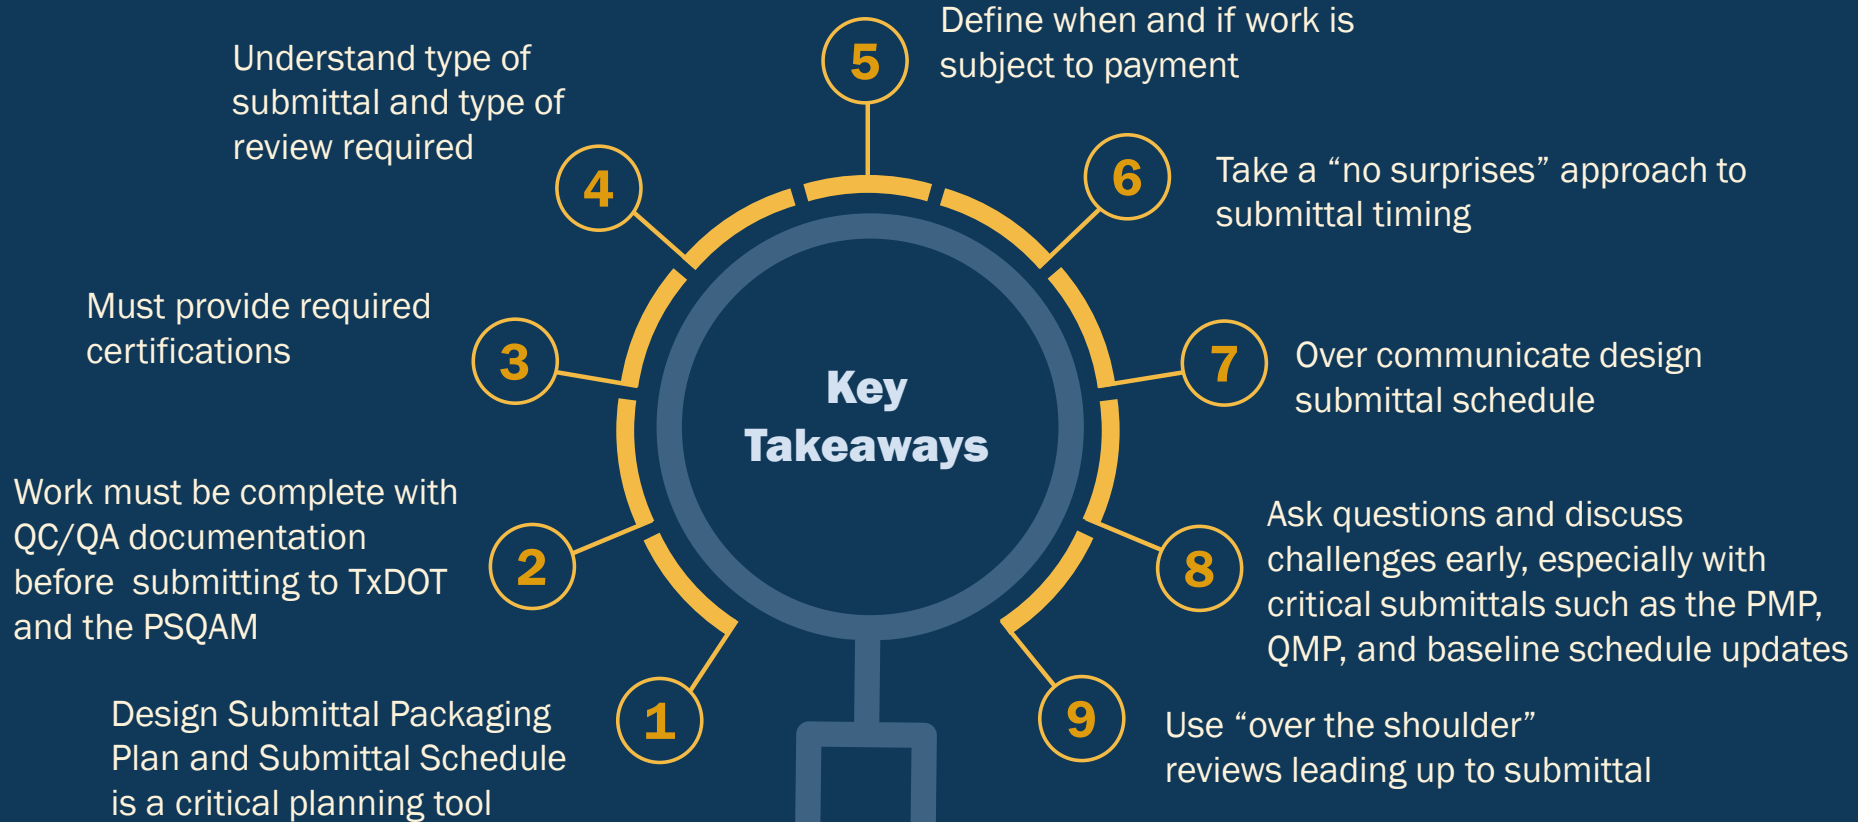 Key
Takeaways
1
Design Submittal Packaging
Plan and Submittal Schedule
is a critical planning tool
2
Work must be complete with
QC/QA documentation
before  submitting to TxDOT
and the PSQAM
3
Must provide required
certifications
4
Understand type of
submittal and type of
review required
5
Define when and if work is
subject to payment
6
Take a “no surprises” approach to
submittal timing
7
Over communicate design
submittal schedule
8
Ask questions and discuss
challenges early, especially with
critical submittals such as the PMP,
QMP, and baseline schedule updates
9
Use “over the shoulder”
reviews leading up to submittal